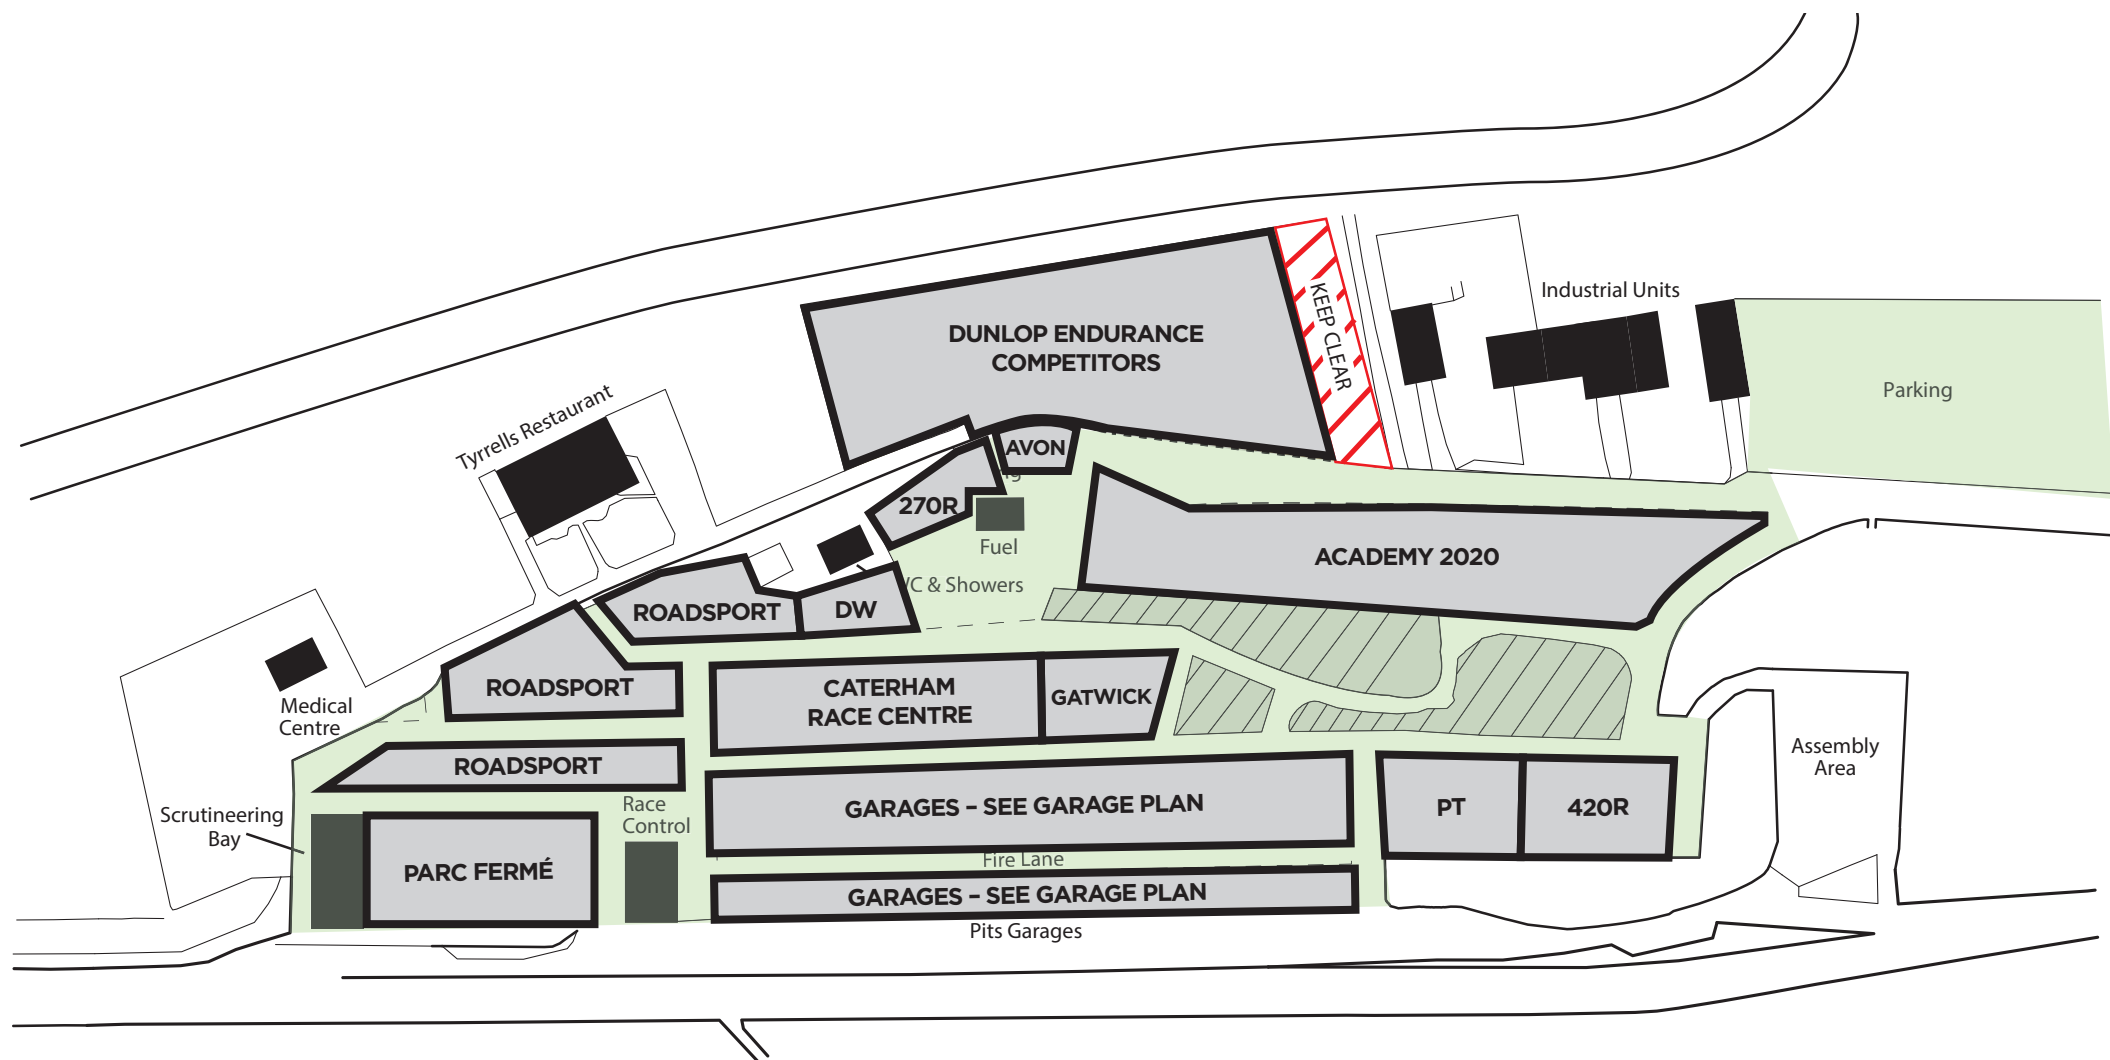 Industrial Units
KEEP CLEAR
DUNLOP ENDURANCE
COMPETITORS
Parking
Tyrrells Restaurant
AVON
270R
Fuel
ACADEMY 2020
C & Showers
ROADSPORT
DW
ROADSPORT
CATERHAM
RACE CENTRE
GATWICK
Medical
Centre
Assembly
Area
ROADSPORT
Scrutineering
Bay
Race
Control
GARAGES – SEE GARAGE PLAN
PT
420R
Fire Lane
PARC FERMÉ
GARAGES – SEE GARAGE PLAN
Pits Garages